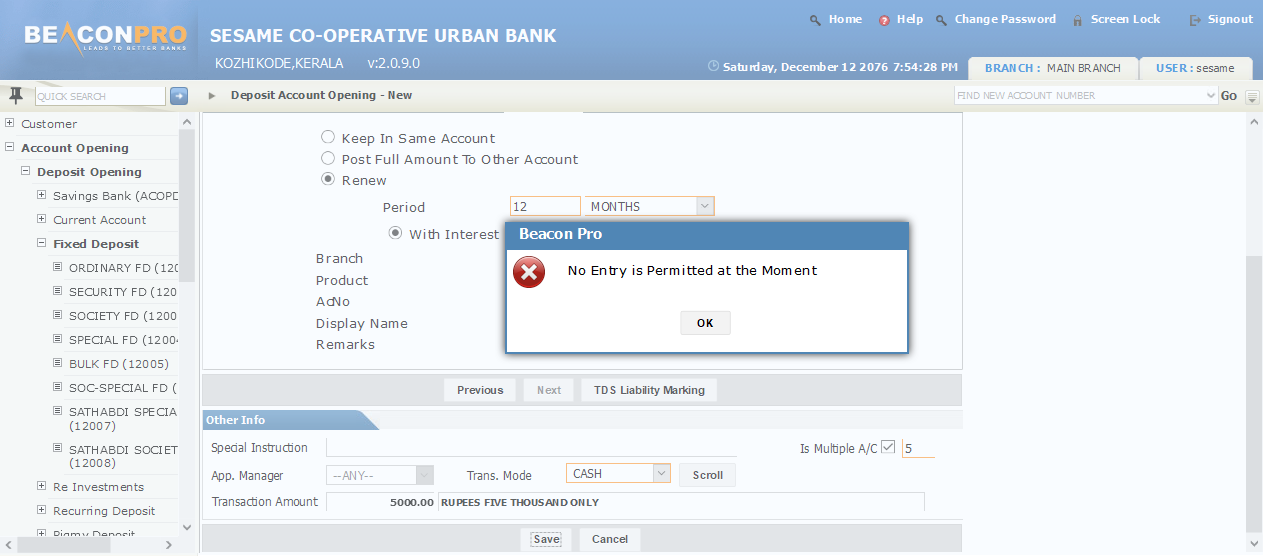 Home Help Change Password Screen Lock Signout
BEACONPRO
LEADS TO BETTER BANKS
SESAME CO-OPERATIVE URBAN BANK
KOZHIKODE,KERALA v:2.0.9.0
Saturday, December 12 2076 7:54:28 PM BRANCH : MAIN BRANCH USER : sesame
QUICK SEARCH Deposit Account Opening - New FIND NEW ACCOUNT NUMBER Go
Customer
Account Opening
Deposit Opening
Savings Bank (ACOPD
Current Account
Fixed Deposit
ORDINARY FD (120
SECURITY FD (120
SOCIETY FD (1200
SPECIAL FD (12004
BULK FD (12005)
SOC-SPECIAL FD (
SATHABDI SPECIA
(12007)
SATHABDI SOCIET
(12008)
Re Investments
Recurring Deposit
Pigmy Deposit
Keep In Same Account
Post Full Amount To Other Account
Renew
Period 12 MONTHS
With Interest
Branch
Product
AcNo
Display Name
Remarks
Beacon Pro
No Entry is Permitted at the Moment
OK
Previous Next TDS Liability Marking
Other Info
Special Instruction Is Multiple A/C 5
App. Manager --ANY-- Trans. Mode CASH Scroll
Transaction Amount 5000.00 RUPEES FIVE THOUSAND ONLY
Save Cancel